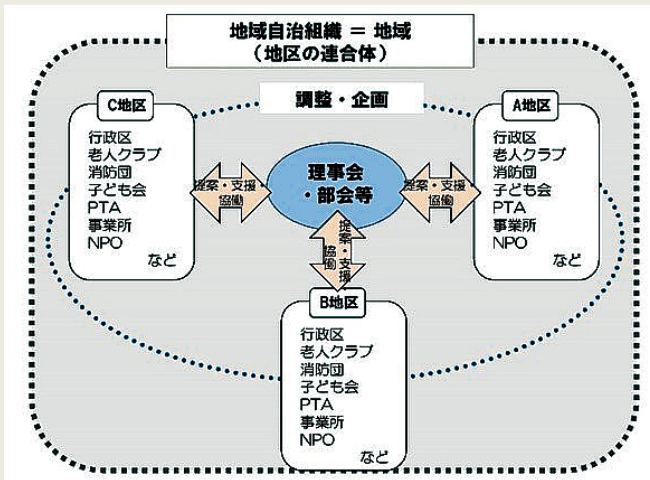 地域自治組織 ＝ 地域
（地区の連合体）
調整・企画
C地区
行政区
老人クラブ
消防団
子ども会
PTA
事業所
NPO
など
提案・支援・
協働
理事会
・部会等
提案・支援・
協働
A地区
行政区
老人クラブ
消防団
子ども会
PTA
事業所
NPO
など
提案・支援・
協働
B地区
行政区
老人クラブ
消防団
子ども会
PTA
事業所
NPO
など